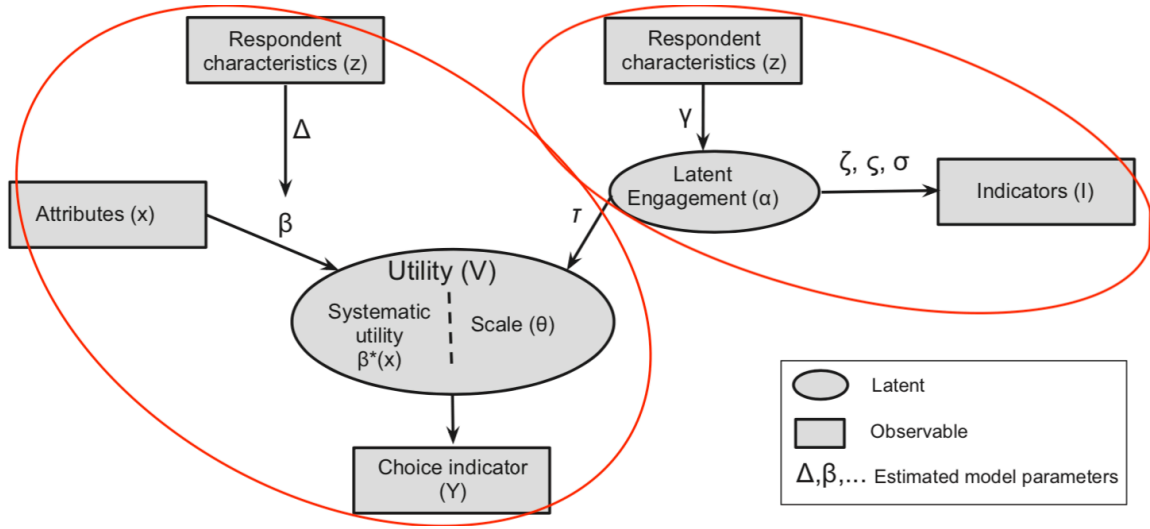 Respondent
characteristics (z)
Δ
Attributes (x)
β
Utility (V)
Systematic
utility
β*(x)
Scale (θ)
Choice indicator
(Y)
Respondent
characteristics (z)
γ
Latent
Engagement (α)
τ
ζ, ς, σ
Indicators (I)
Latent
Observable
Δ,β,... Estimated model parameters